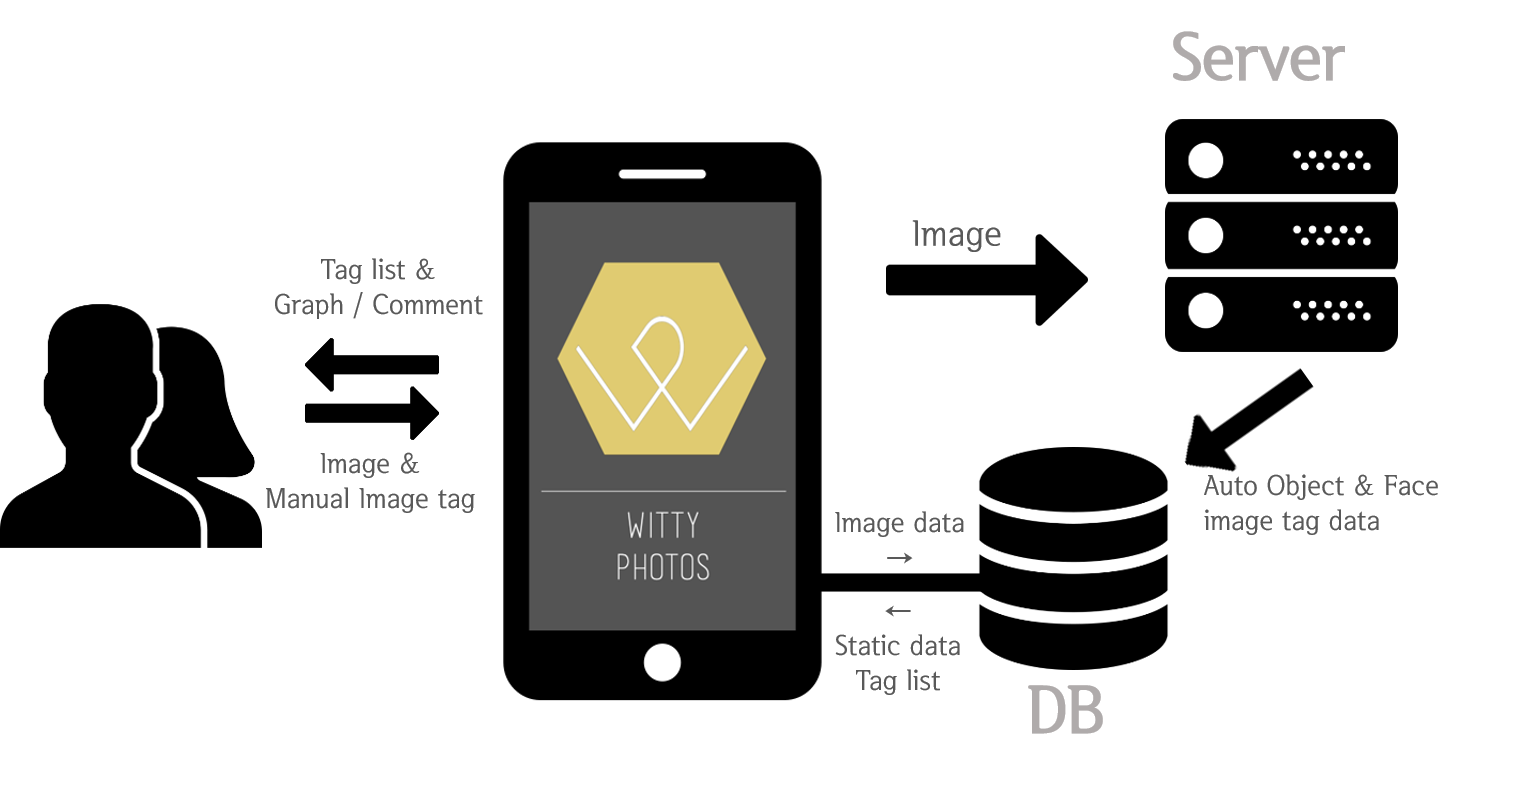 Server
Image
Tag list &
Graph / Comment
Image &
Manual Image tag
WITTY
PHOTOS
Auto Object & Face
image tag data
Image data
→
←
Static data
Tag list
DB